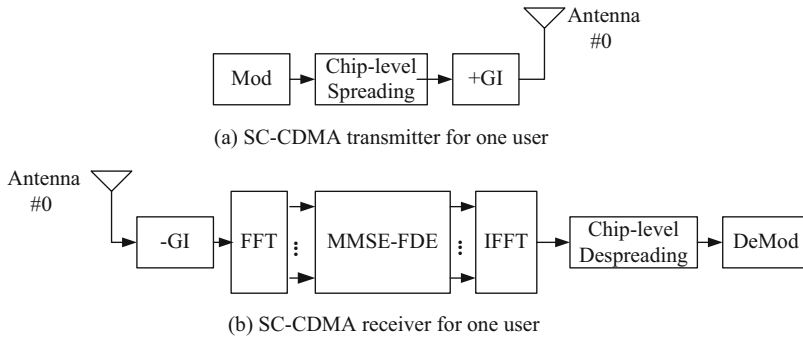 Antenna
#0
Mod
Chip-level
Spreading
+GI
(a) SC-CDMA transmitter for one user
Antenna
#0
-GI
FFT
MMSE-FDE
IFFT
Chip-level
Despreading
DeMod
(b) SC-CDMA receiver for one user